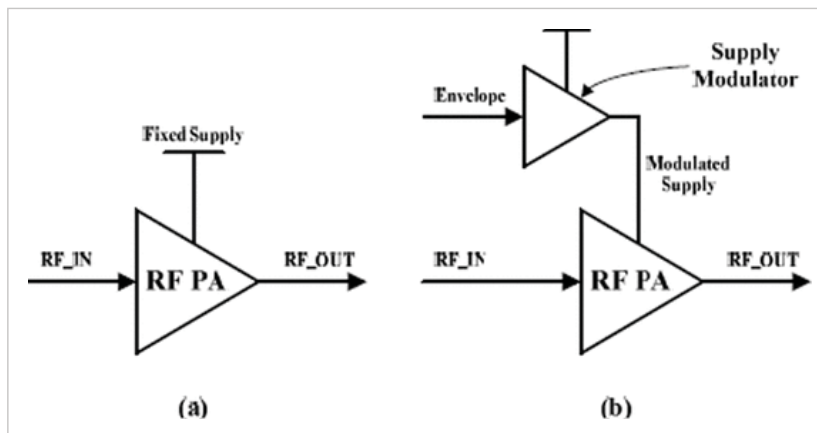 Fixed Supply
RF_IN
RF PA
RF_OUT
(a)
Supply
Modulator
Envelope
Modulated
Supply
RF_IN
RF PA
RF_OUT
(b)